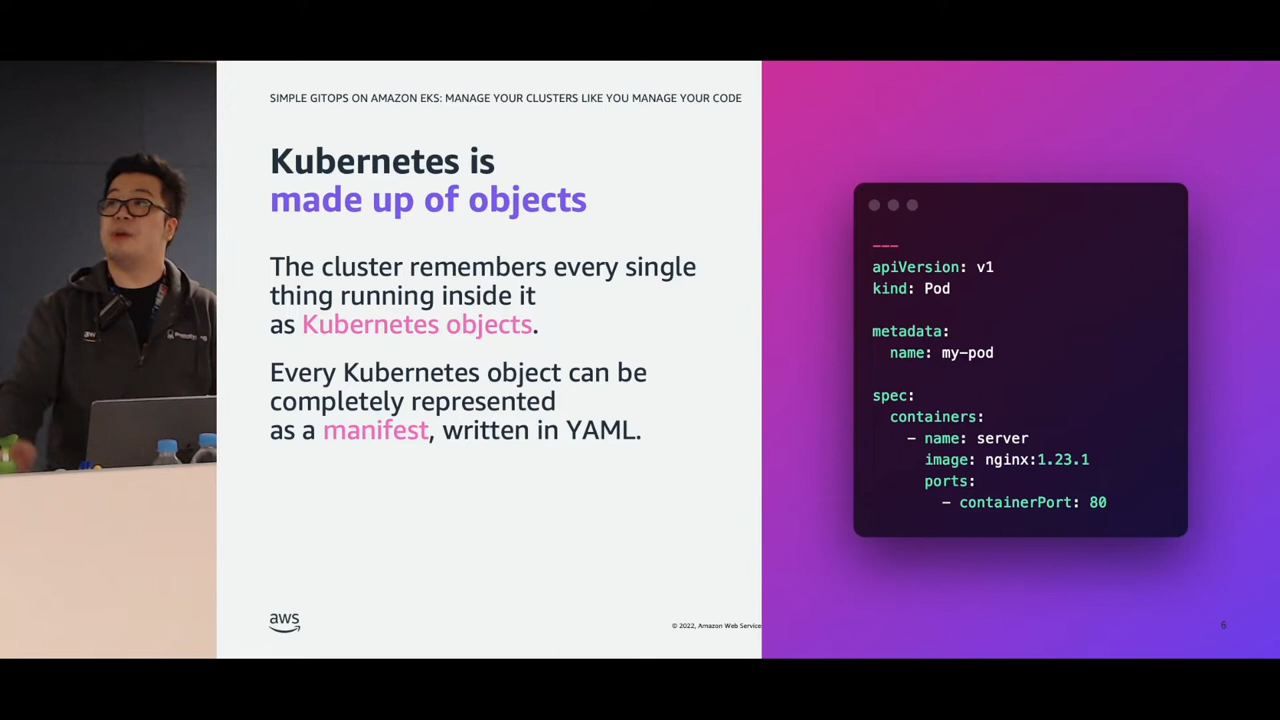 SIMPLE GITOPS ON AMAZON EKS: MANAGE YOUR CLUSTERS LIKE YOU MANAGE YOUR CODE
Kubernetes is
made up of objects
The cluster remembers every single
thing running inside it
as Kubernetes objects.
Every Kubernetes object can be
completely represented
as a manifest, written in YAML.
aws
© 2022, Amazon Web Service
---
apiVersion: v1
kind: Pod
metadata:
name: my-pod
spec:
containers:
- name: server
image: nginx:1.23.1
ports:
- containerPort: 80
6